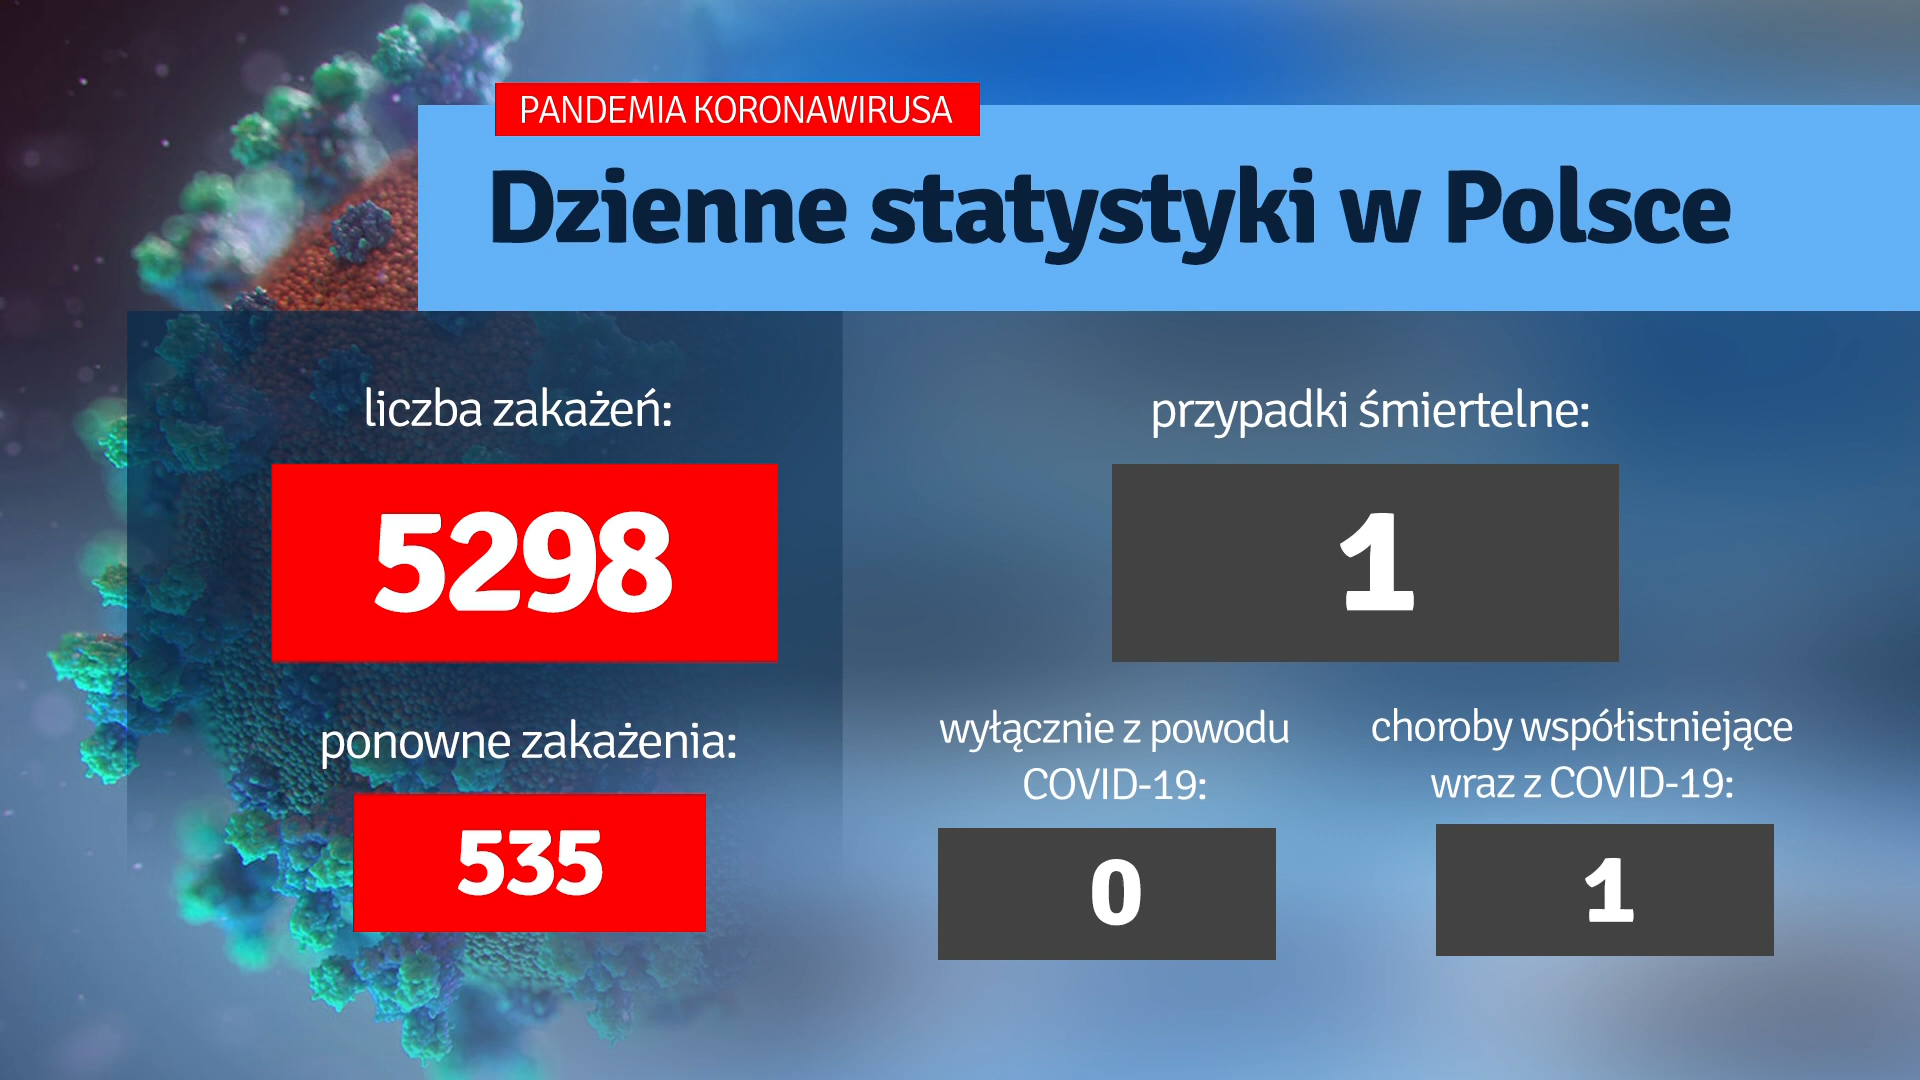 PANDEMIA KORONAWIRUSA
Dzienne statystyki w Polsce
liczba zakażeń:
5298
ponowne zakażenia:
535
przypadki śmiertelne:
1
wyłącznie z powodu
COVID-19:
0
choroby współistniejące
wraz z COVID-19:
1